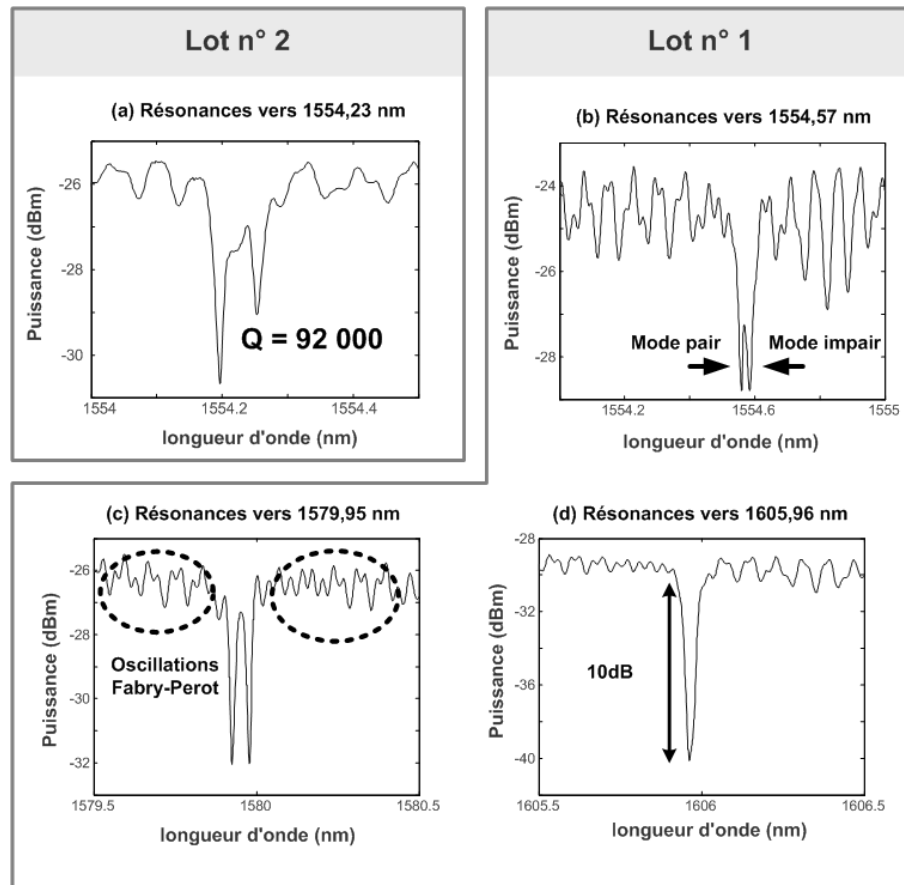 Lot n° 2
(a) Résonances vers 1554,23 nm
Puissance (dBm)
-26
-28
-30
Q = 92 000
1554
1554.2
1554.4
longueur d'onde (nm)
Lot n° 1
(b) Résonances vers 1554,57 nm
Puissance (dBm)
-24
-26
-28
Mode pair
Mode impair
1554.2
1554.6
1555
longueur d'onde (nm)
(c) Résonances vers 1579,95 nm
Puissance (dBm)
-26
-28
-30
-32
Oscillations
Fabry-Perot
1579.5
1580
1580.5
longueur d'onde (nm)
(d) Résonances vers 1605,96 nm
Puissance (dBm)
-28
-32
-36
-40
10dB
1605.5
1606
1606.5
longueur d'onde (nm)